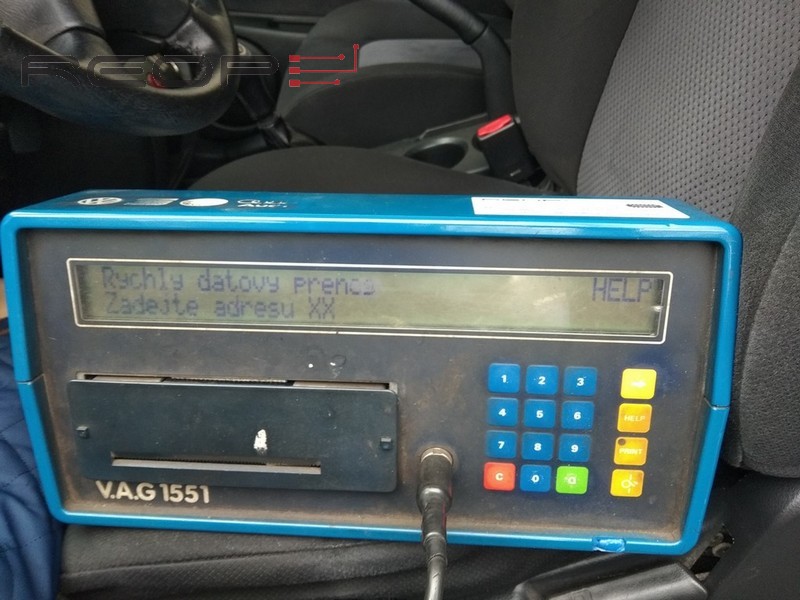 RECOP
Rychly datovy prenos HELP
Zadejte adresu XX
1 2 3
4 5 6 HELP
7 8 9 PRINT
C 0 Q
V.A.G 1551